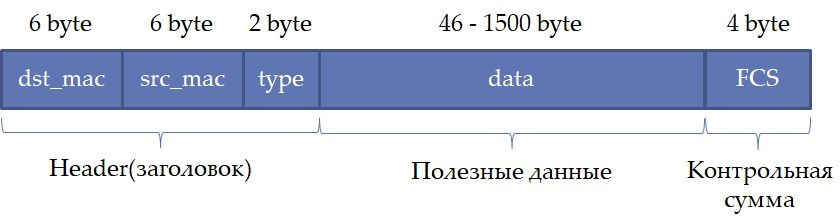 6 byte 6 byte 2 byte 46 - 1500 byte 4 byte
dst_mac src_mac type data FCS
Header(заголовок) Полезные данные Контрольная
сумма